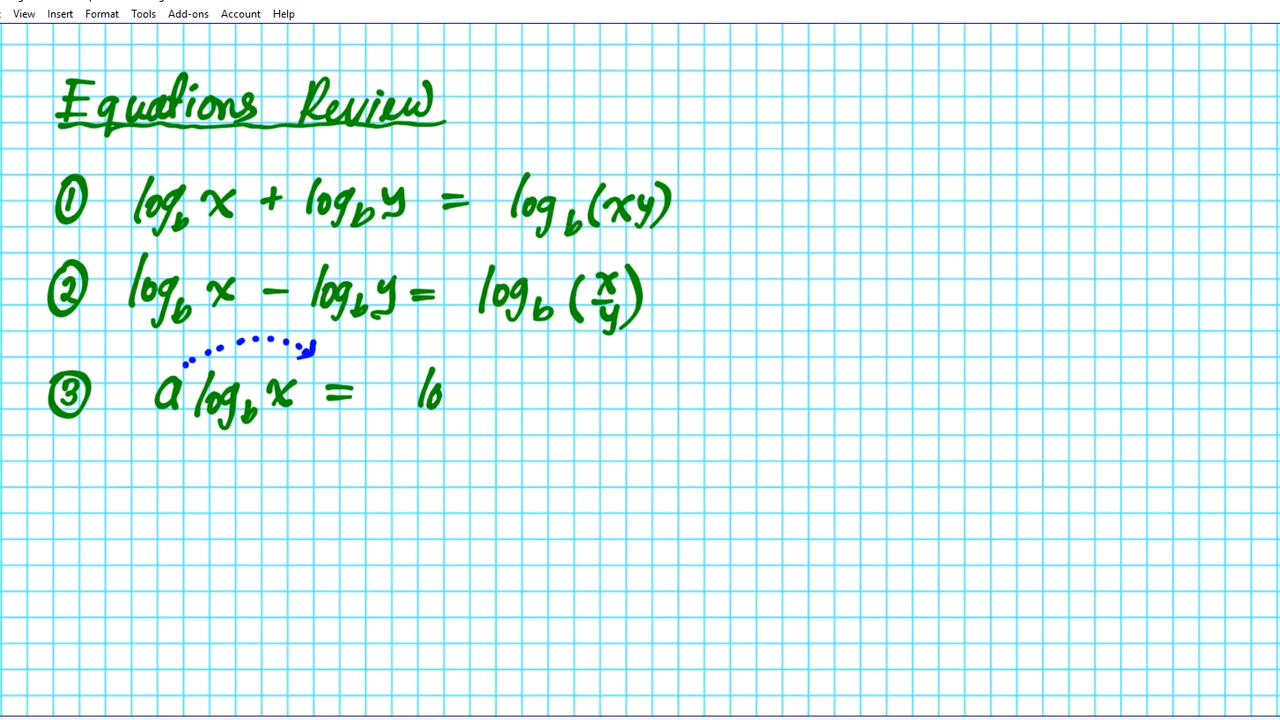 View Insert Format Tools Add-ons Account Help
Equations Review
① log_b x + log_b y = log_b (xy)
② log_b x - log_b y = log_b (x/y)
③ a log_b x = lo